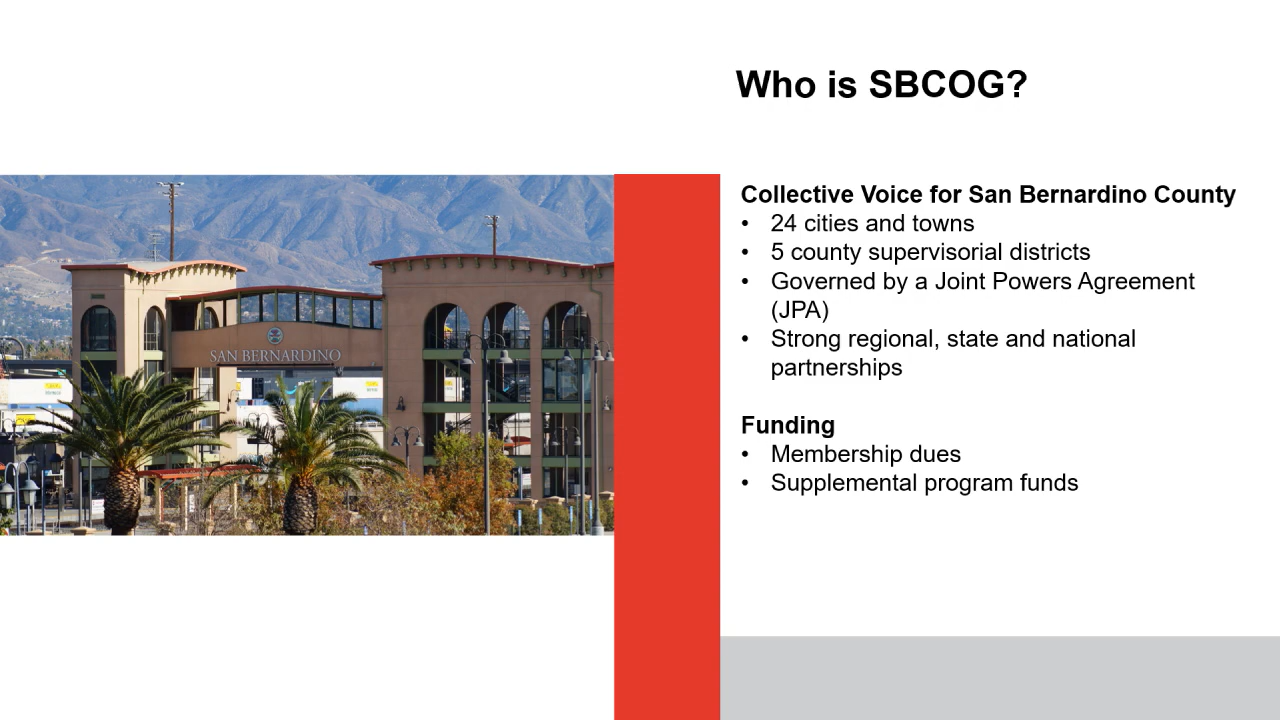 Who is SBCOG?
Collective Voice for San Bernardino County
• 24 cities and towns
• 5 county supervisorial districts
• Governed by a Joint Powers Agreement
(JPA)
• Strong regional, state and national
partnerships
Funding
• Membership dues
• Supplemental program funds
SAN BERNARDINO